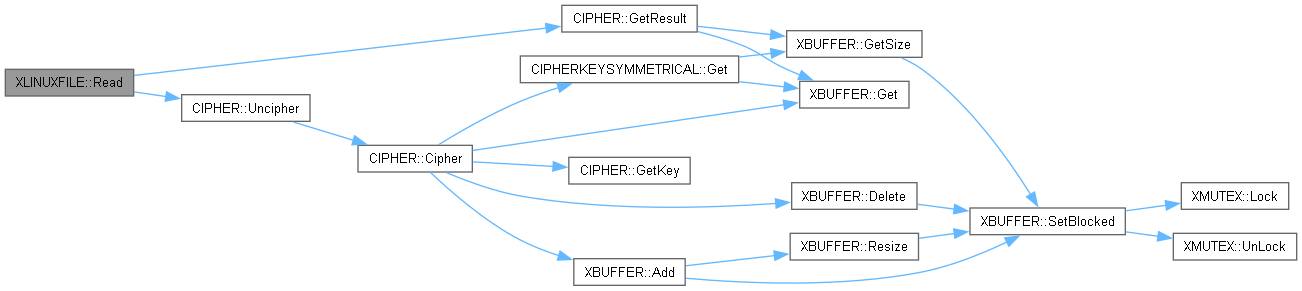 XLINUXFILE::Read
CIPHER::GetResult
CIPHER::Uncipher
CIPHER::Cipher
CIPHERKEYSYMMETRICAL::Get
XBUFFER::GetSize
XBUFFER::Get
CIPHER::GetKey
XBUFFER::Delete
XBUFFER::Resize
XBUFFER::Add
XBUFFER::SetBlocked
XMUTEX::Lock
XMUTEX::UnLock